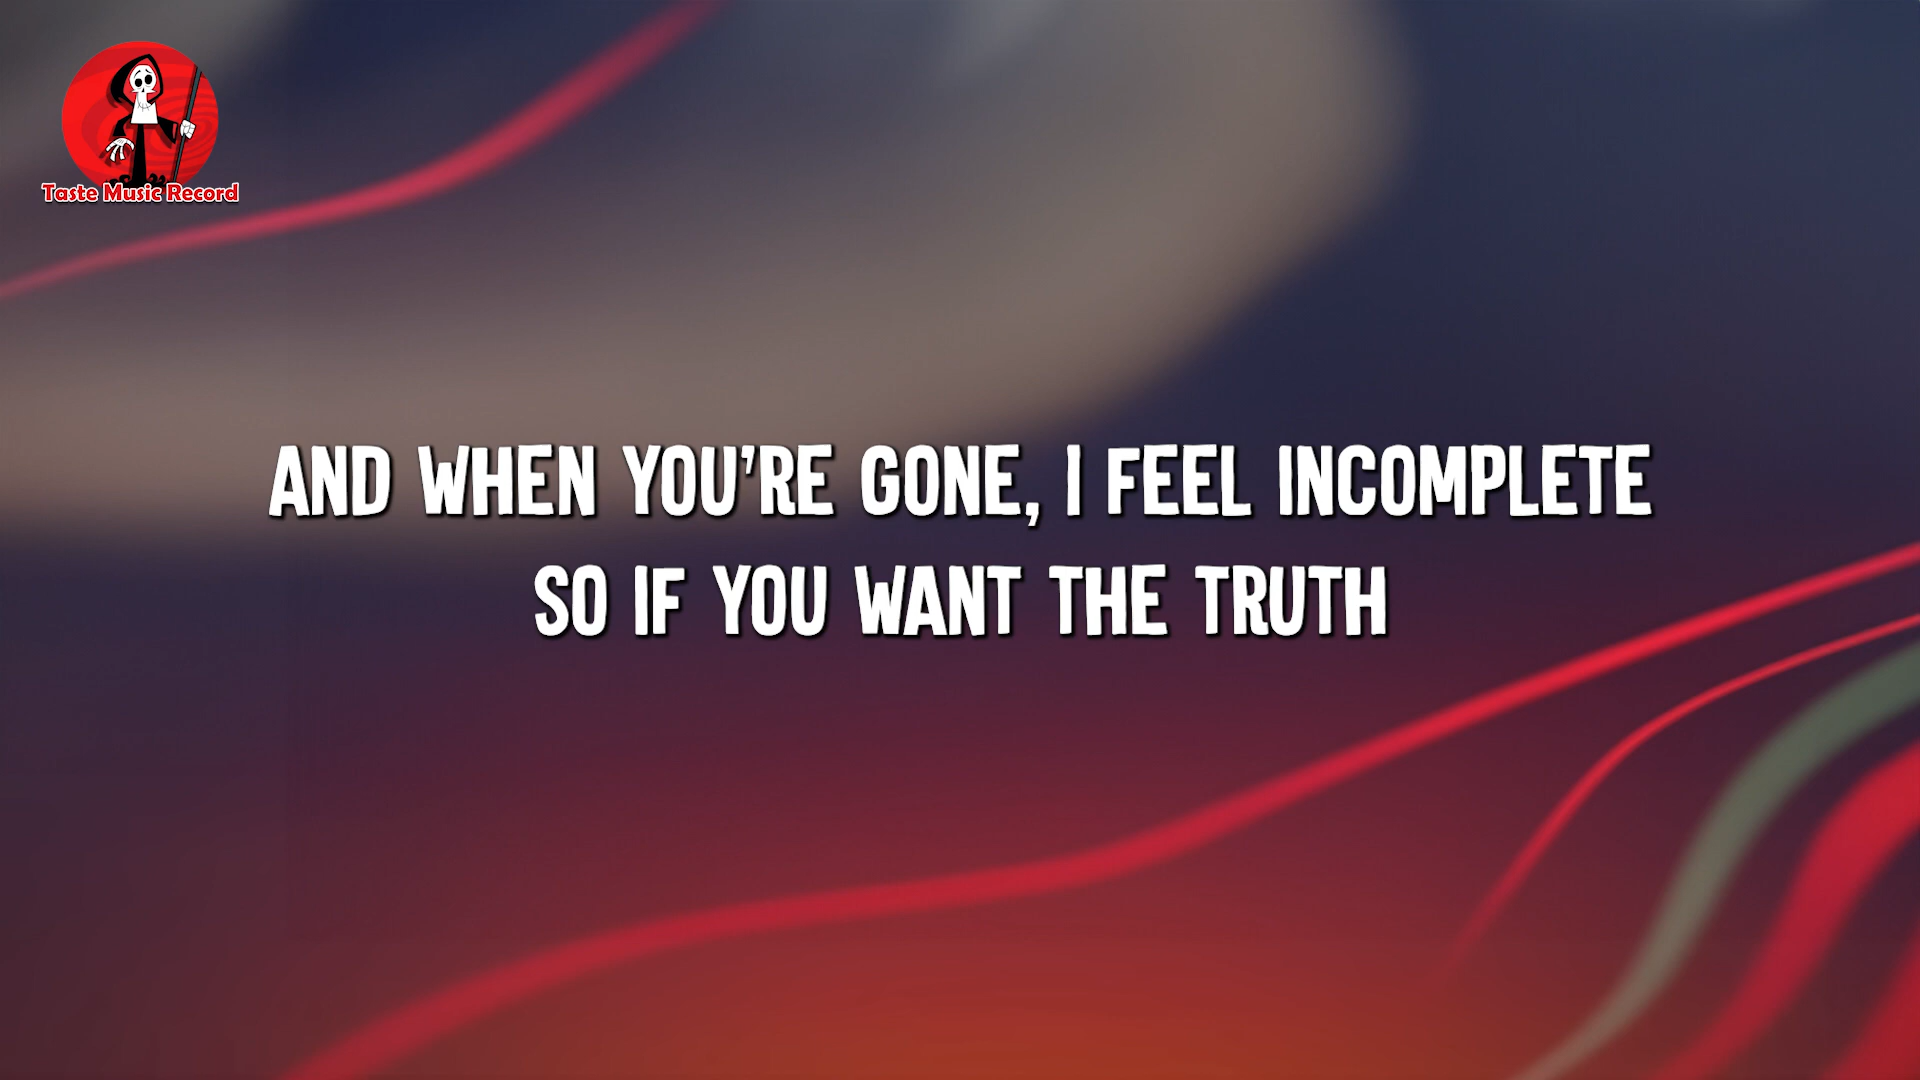 Taste Music Record
AND WHEN YOU'RE GONE, I FEEL INCOMPLETE
SO IF YOU WANT THE TRUTH